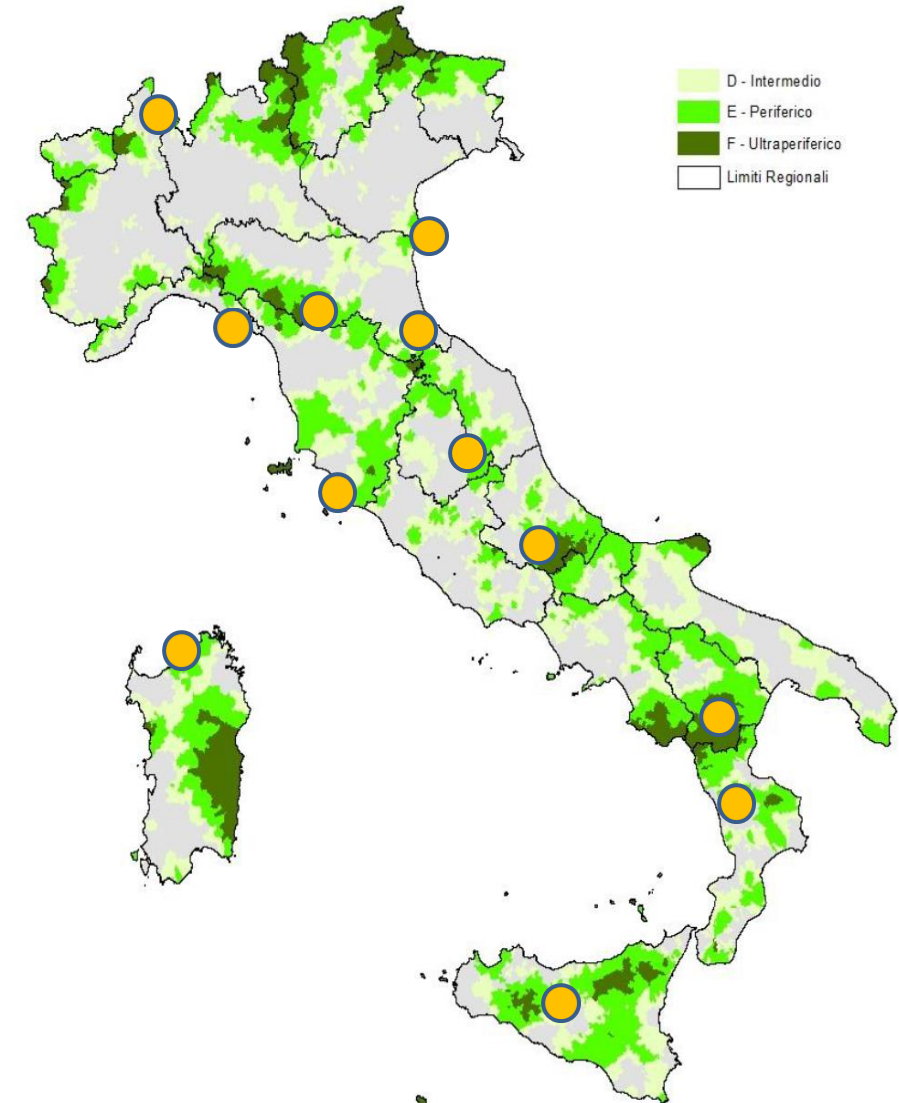 D - Intermedio
E - Periferico
F - Ultraperiferico
Limiti Regionali